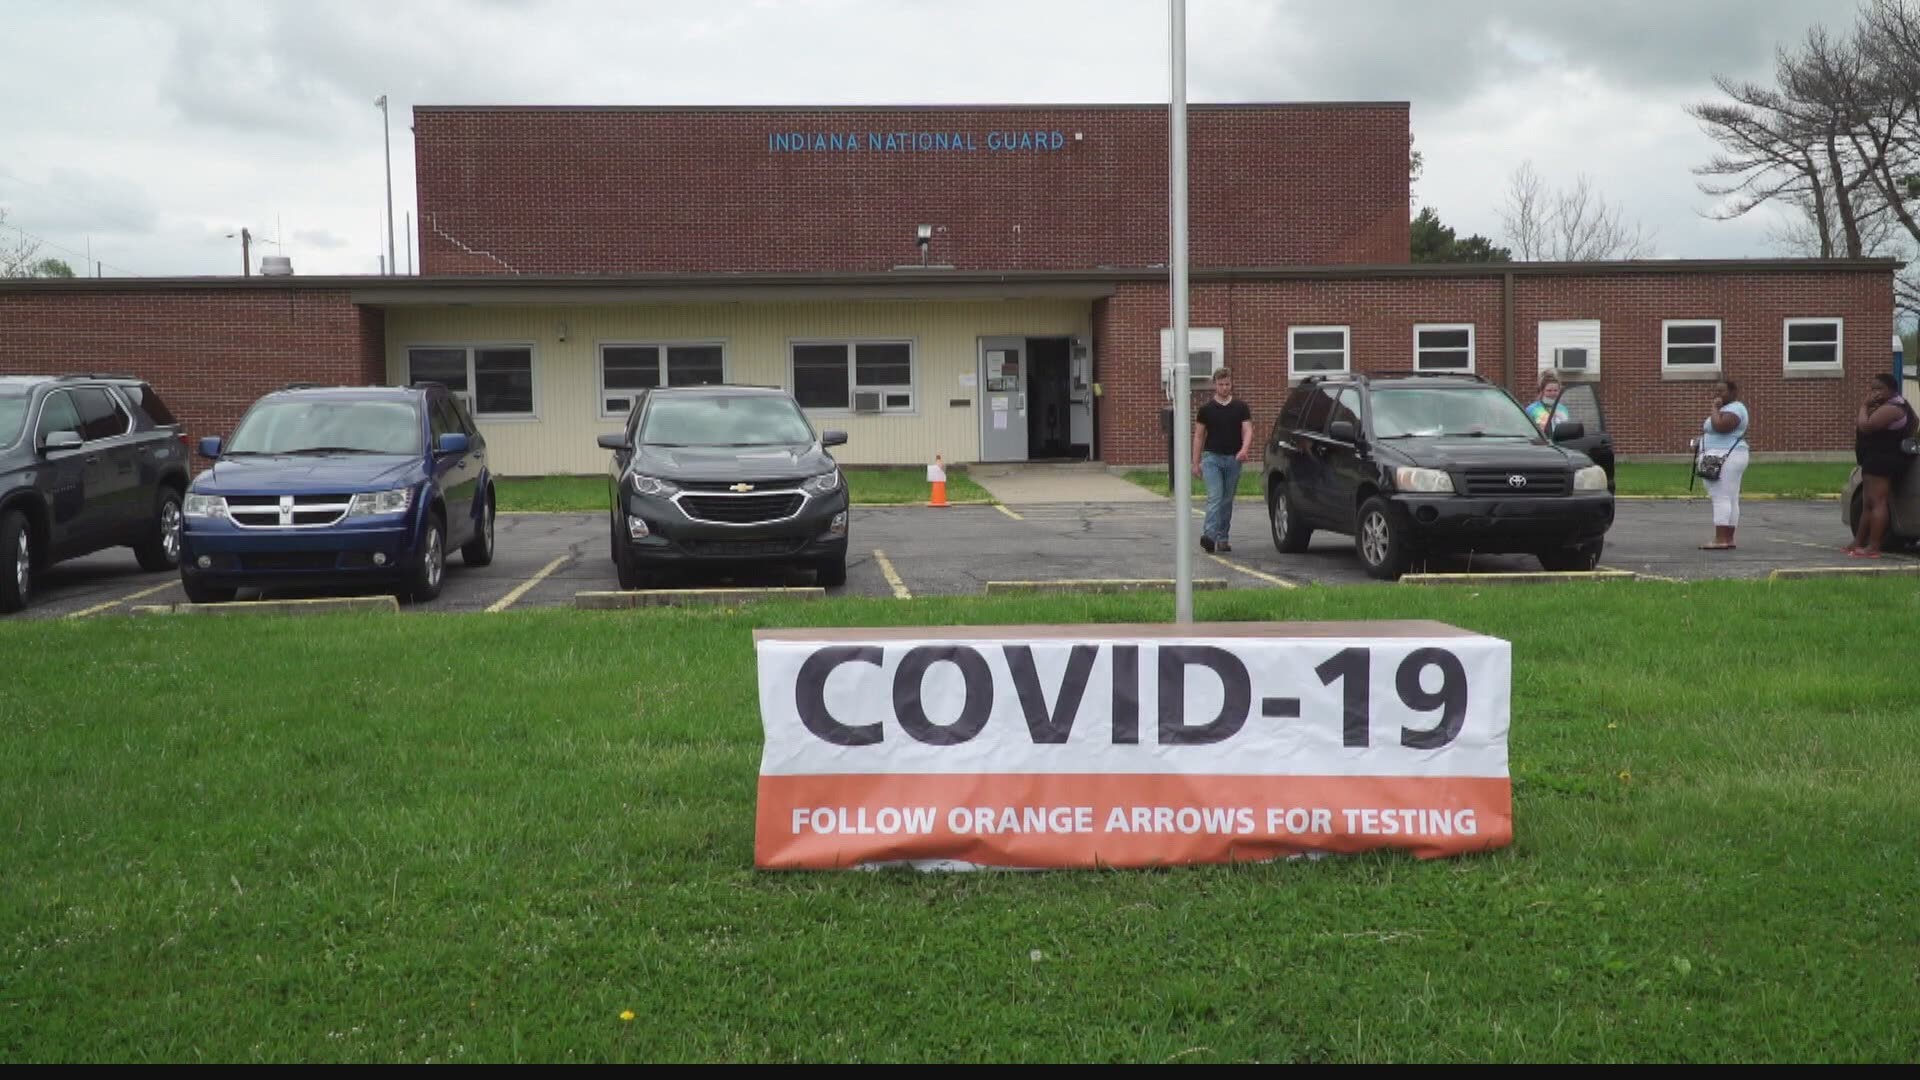 INDIANA NATIONAL GUARD
COVID-19
FOLLOW ORANGE ARROWS FOR TESTING